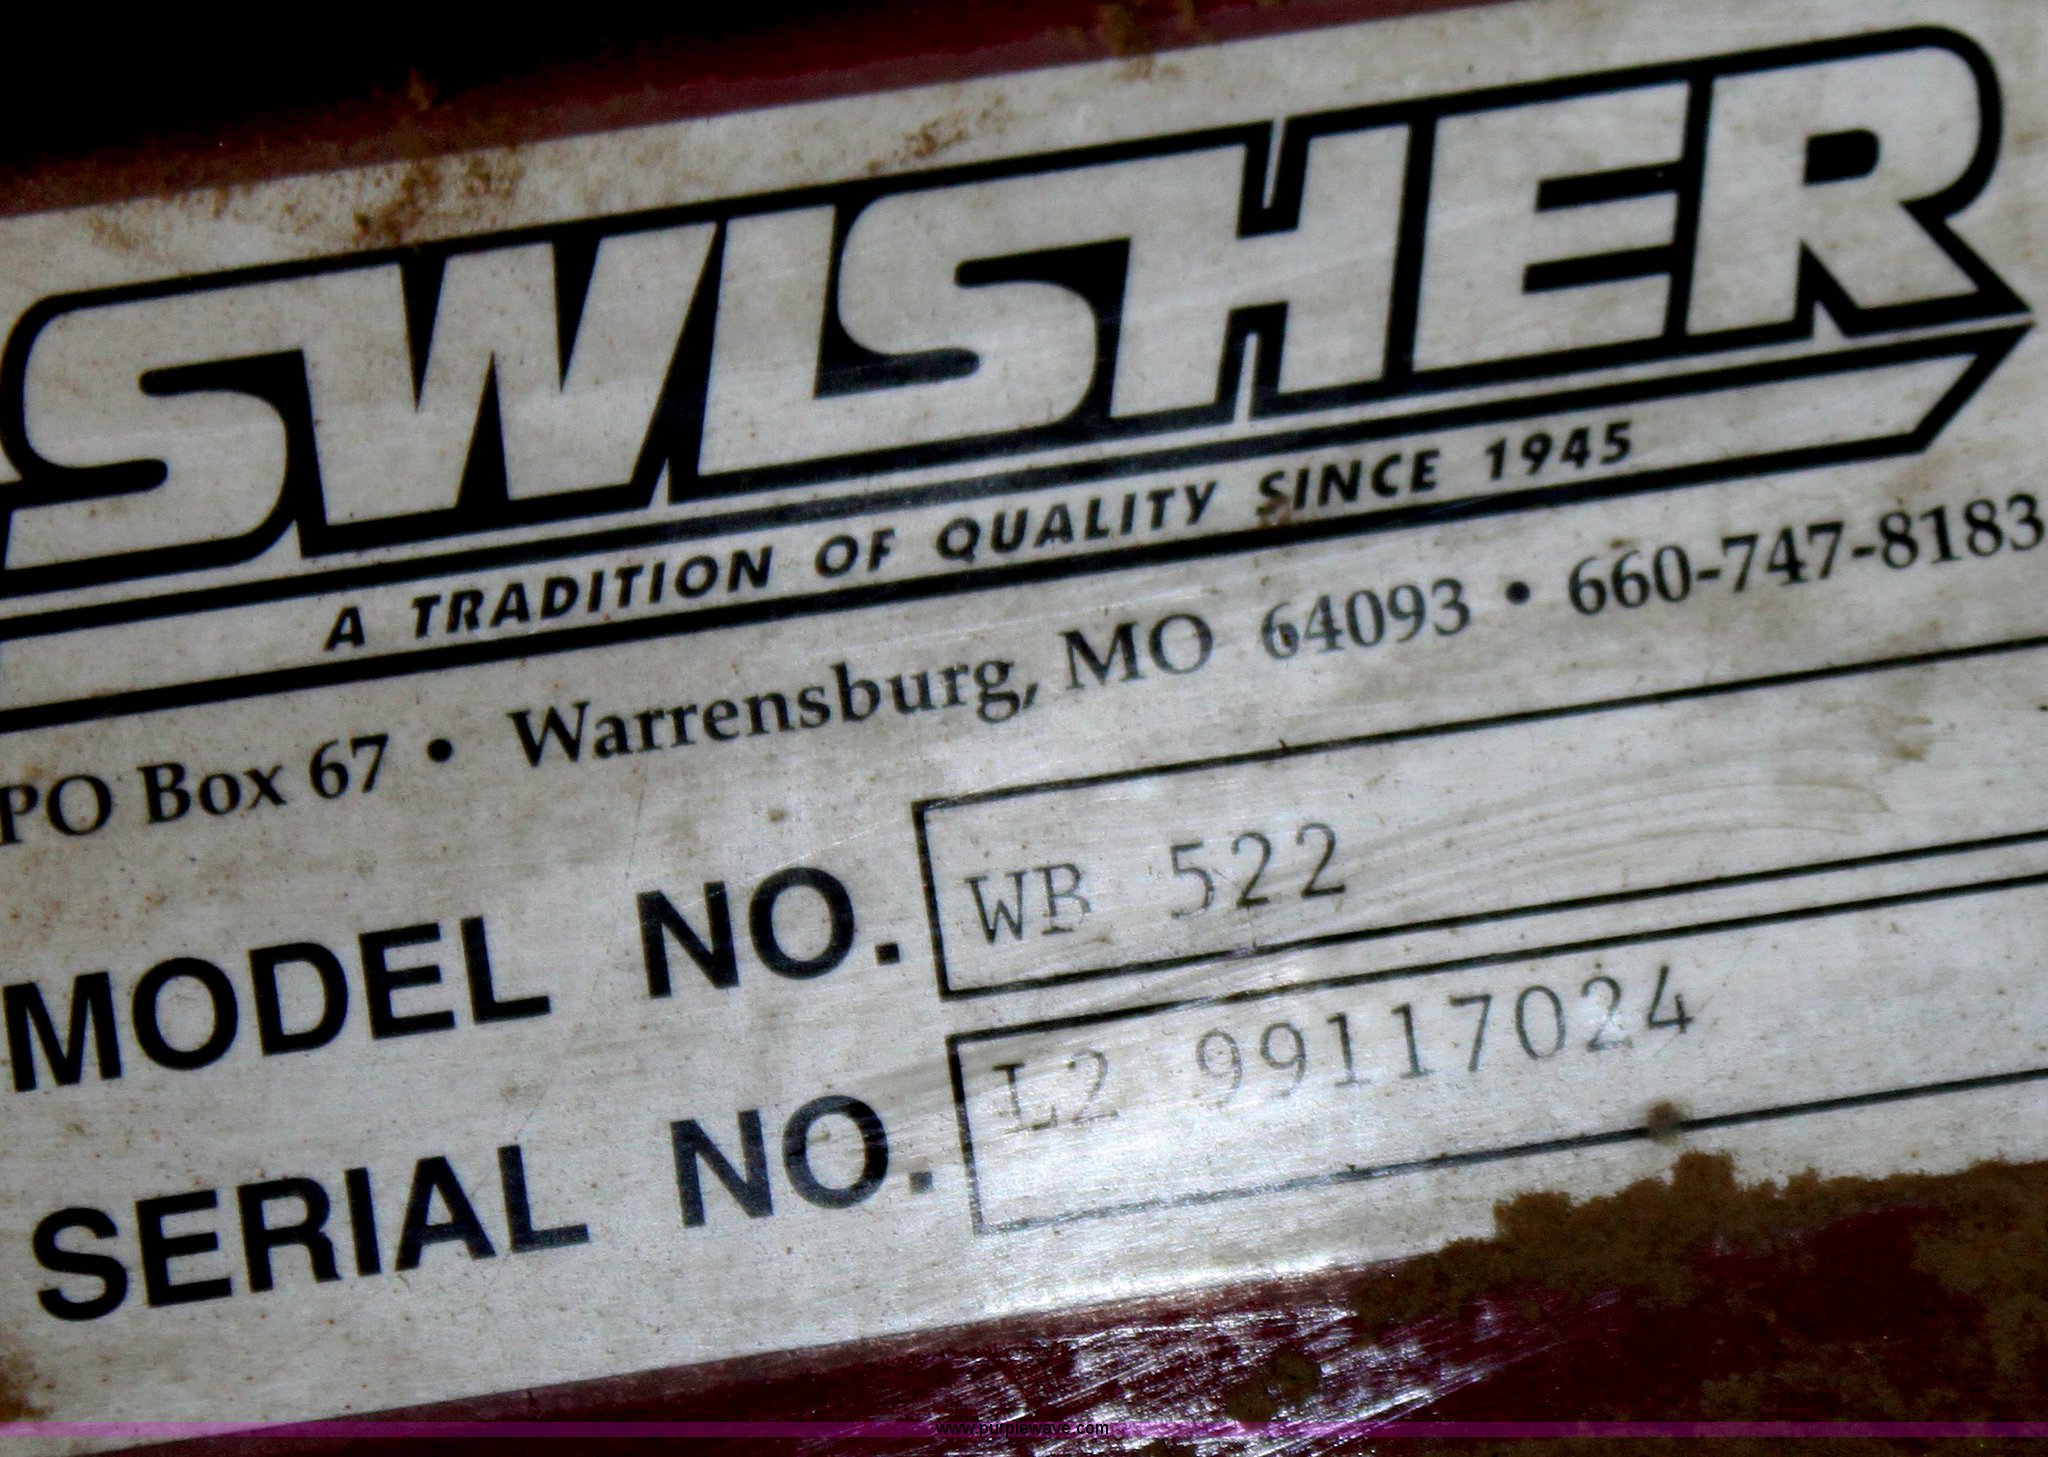 SWISHER
A TRADITION OF QUALITY SINCE 1945
PO Box 67 • Warrensburg, MO 64093 • 660-747-8183
MODEL NO. WB 522
SERIAL NO. L2 99117024
www.purplewave.com